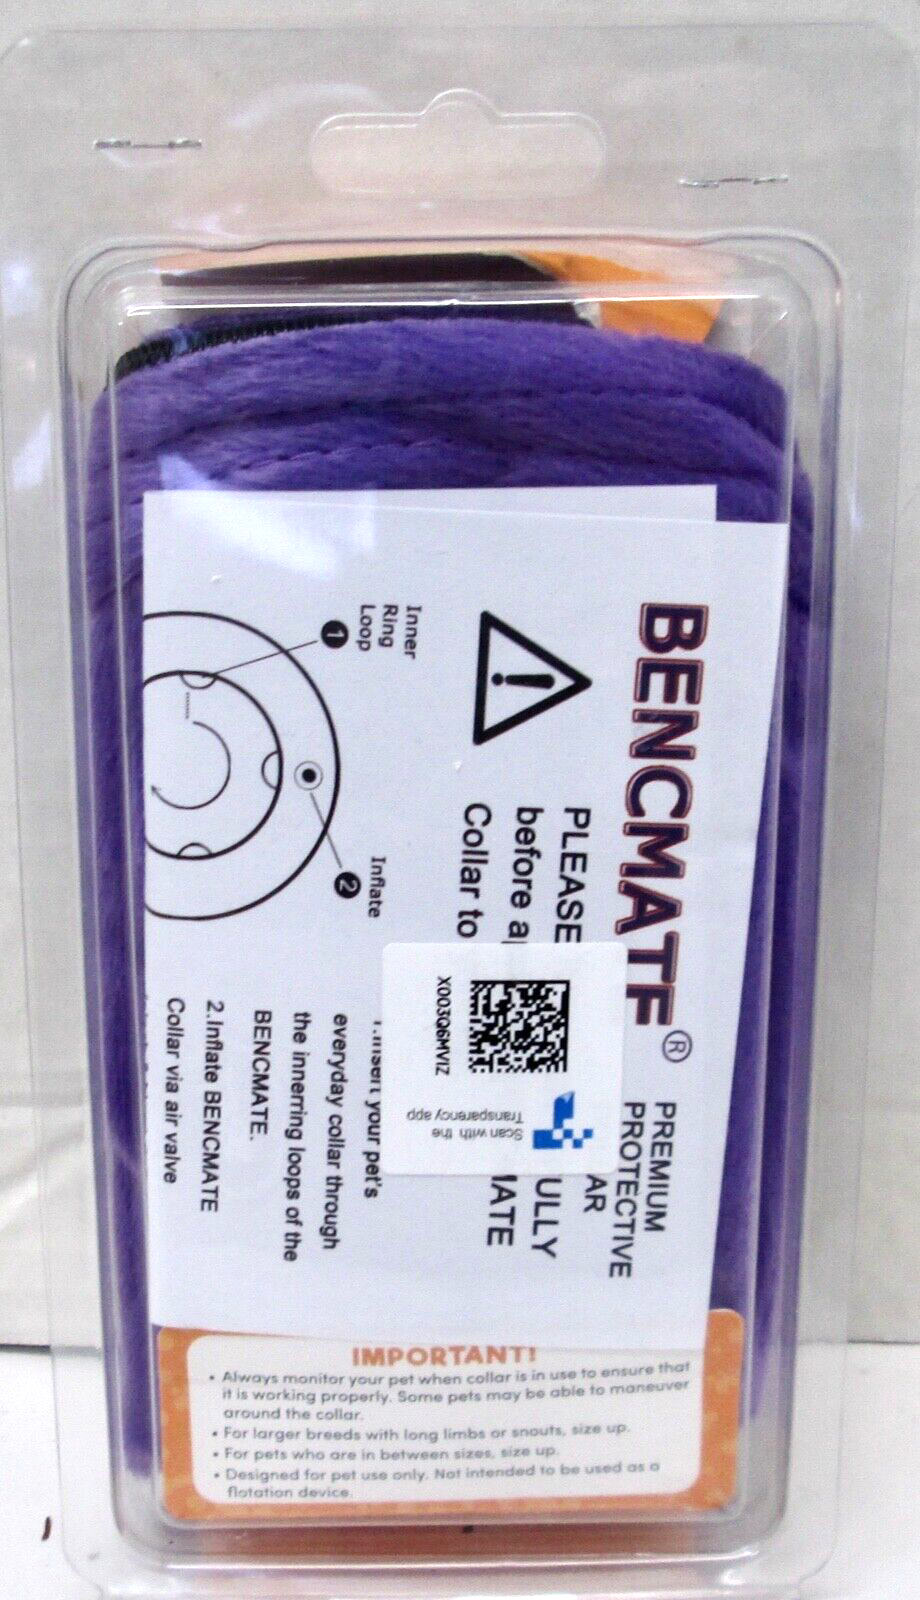 BENCMATE®
PREMIUM
PROTECTIVE
AR
PLEASE ULLY
before MATE
Collar to
Inner
Ring
Loop
1
Inflate
2
1.Insert your pet's
everyday collar through
the innerring loops of the
BENCMATE.
2.Inflate BENCMATE
Collar via air valve
X003Q6MVIZ
Scan with the
Transparency app
IMPORTANT!
• Always monitor your pet when collar is in use to ensure that
it is working properly. Some pets may be able to maneuver
around the collar.
• For larger breeds with long limbs or snouts, size up.
• For pets who are in between sizes, size up.
• Designed for pet use only. Not intended to be used as a
flotation device.